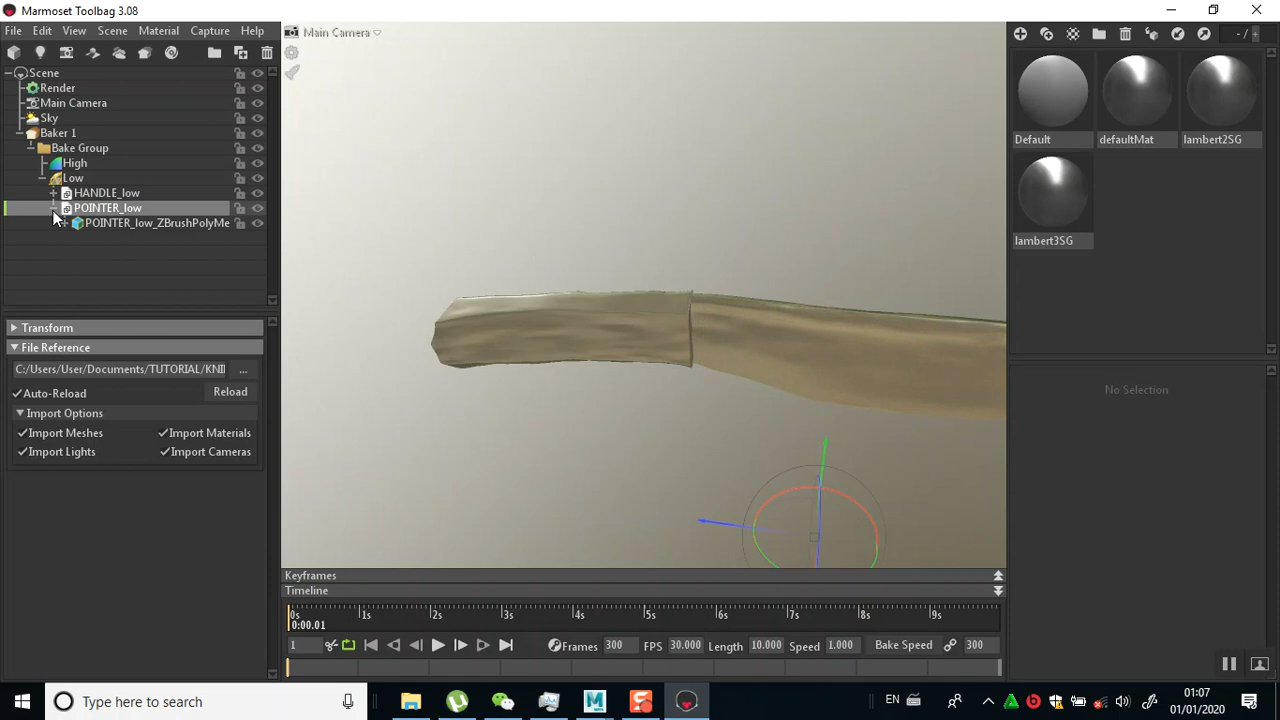 Marmoset Toolbag 3.08
File Edit View Scene Material Capture Help
Main Camera
- / +
Scene
Render
Main Camera
Sky
Baker 1
Bake Group
High
Low
HANDLE_low
POINTER_low
POINTER_low_ZBrushPolyMe
Default
defaultMat
lambert2SG
lambert3SG
Transform
File Reference
C:/Users/User/Documents/TUTORIAL/KNI ...
Auto-Reload Reload
Import Options
Import Meshes Import Materials
Import Lights Import Cameras
No Selection
Keyframes
Timeline
0s 1s 2s 3s 4s 5s 6s 7s 8s 9s
0:00.01
1 Frames 300 FPS 30.000 Length 10.000 Speed 1.000 Bake Speed 300
Type here to search
EN
01:07
01/01/2020